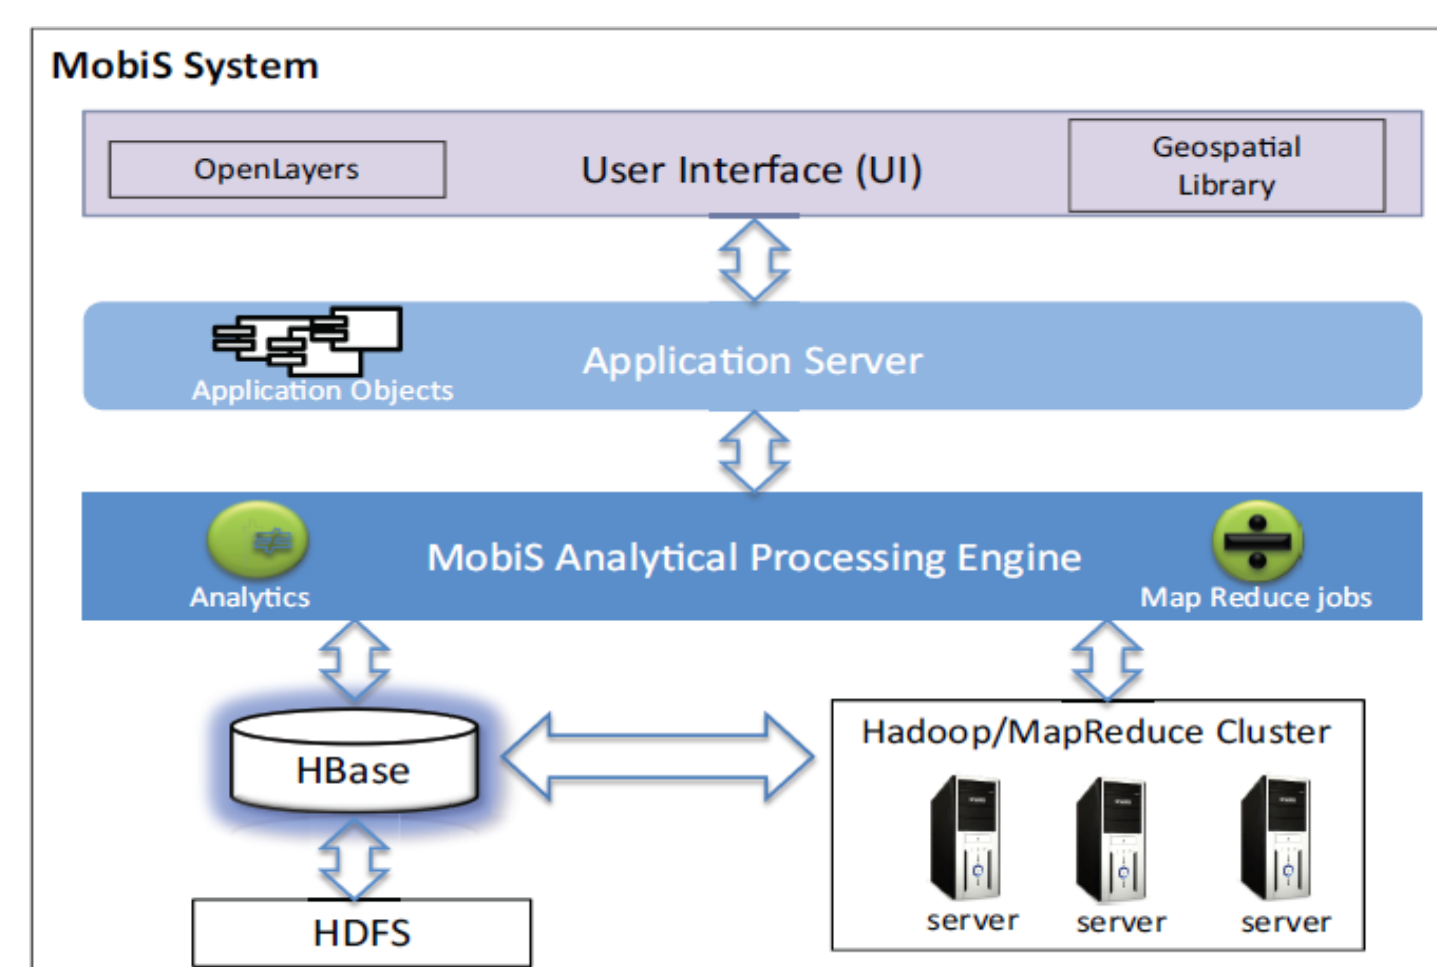 MobiS System
OpenLayers
User Interface (UI)
Geospatial
Library
Application Server
Application Objects
MobiS Analytical Processing Engine
Analytics
Map Reduce jobs
HBase
Hadoop/MapReduce Cluster
server
server
server
HDFS